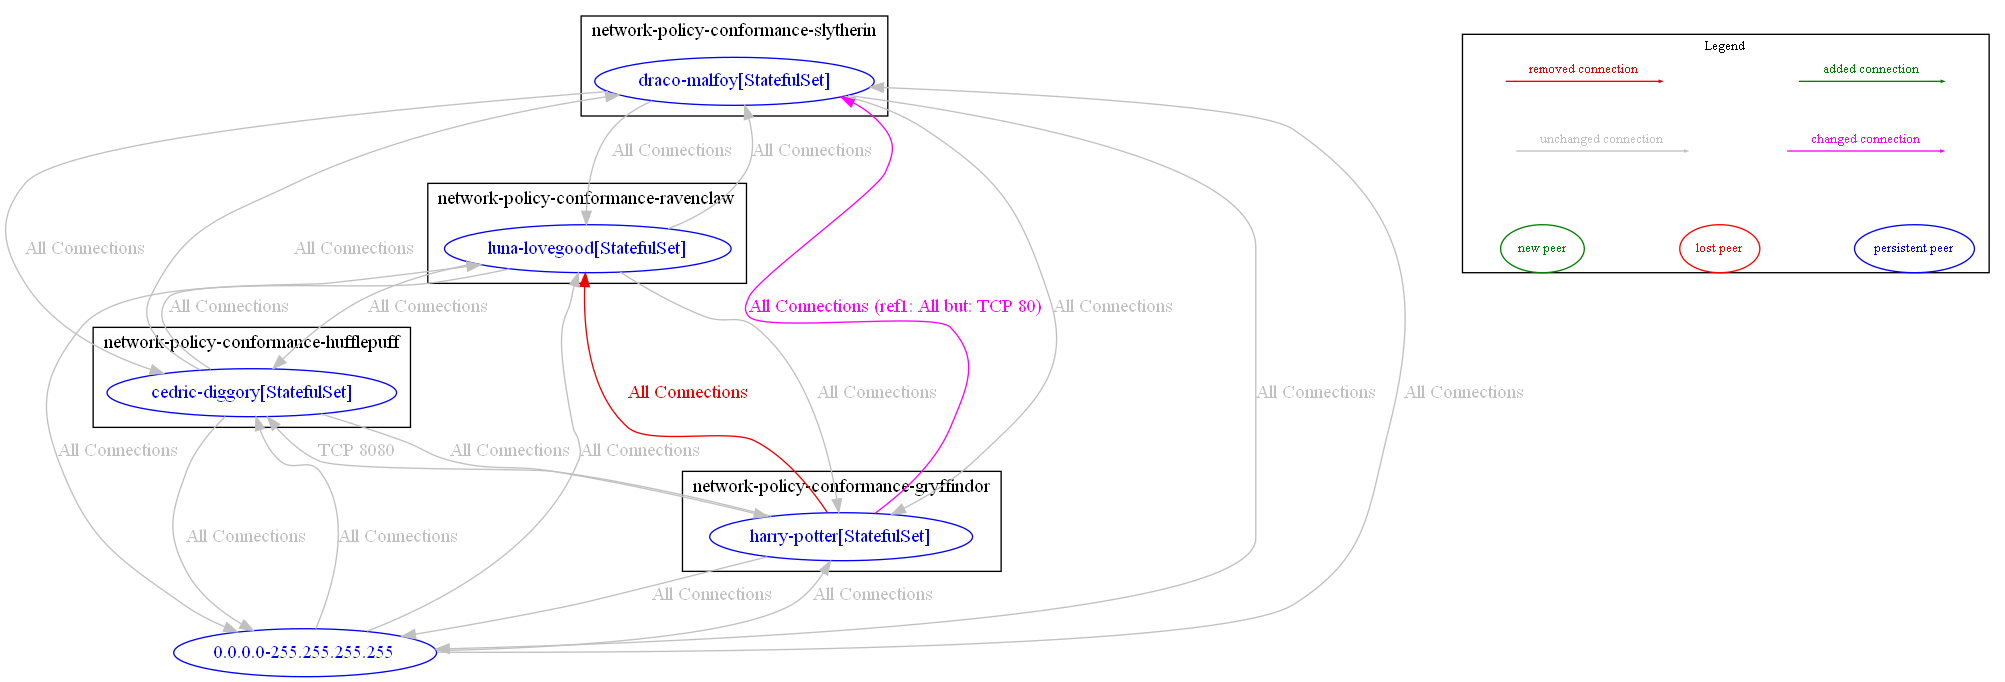 network-policy-conformance-slytherin
draco-malfoy[StatefulSet]
Legend
removed connection
added connection
unchanged connection
changed connection
new peer
lost peer
persistent peer
All Connections
All Connections
network-policy-conformance-ravenclaw
luna-lovegood[StatefulSet]
All Connections
All Connections
All Connections
All Connections
All Connections (ref1: All but: TCP 80)
All Connections
network-policy-conformance-hufflepuff
cedric-diggory[StatefulSet]
All Connections
All Connections
All Connections
All Connections
All Connections
TCP 8080
All Connections
All Connections
network-policy-conformance-gryffindor
harry-potter[StatefulSet]
All Connections
All Connections
All Connections
All Connections
0.0.0.0-255.255.255.255